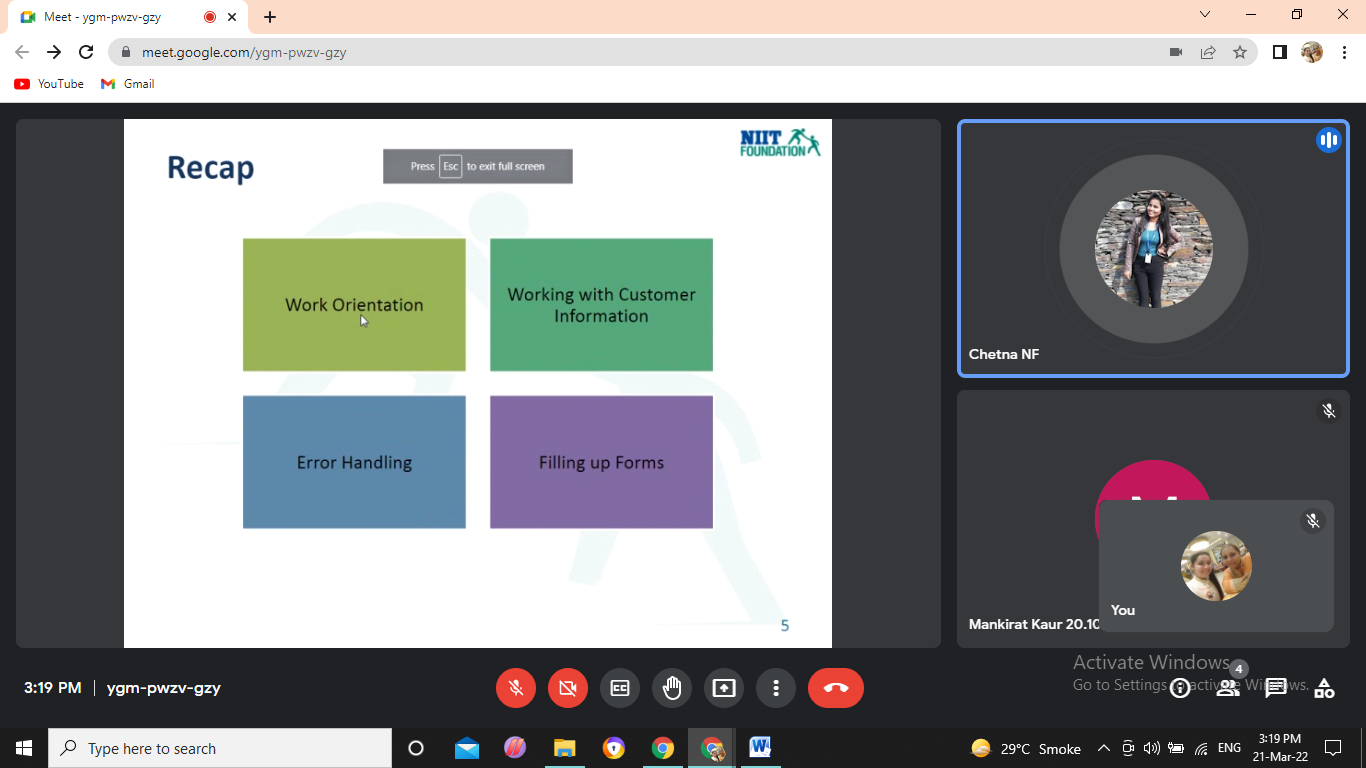 Meet - ygm-pwzv-gzy
meet.google.com/ygm-pwzv-gzy
YouTube
Gmail
NIIT
FOUNDATION
Recap
Press Esc to exit full screen
Work Orientation
Working with Customer
Information
Error Handling
Filling up Forms
5
Chetna NF
Mankirat Kaur 20.10
You
Activate Windows
Go to Settings to activate Windows.
4
3:19 PM
ygm-pwzv-gzy
CC
Type here to search
29°C Smoke
ENG
3:19 PM
21-Mar-22